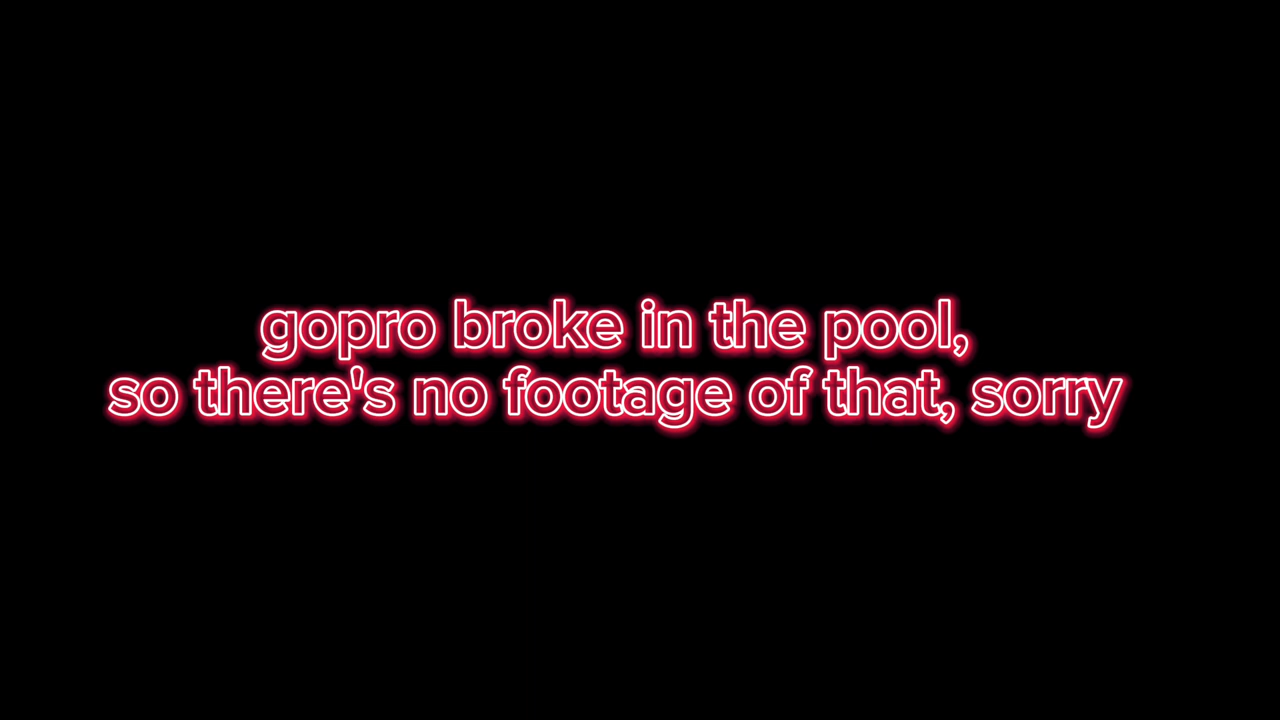 gopro broke in the pool,
so there's no footage of that, sorry